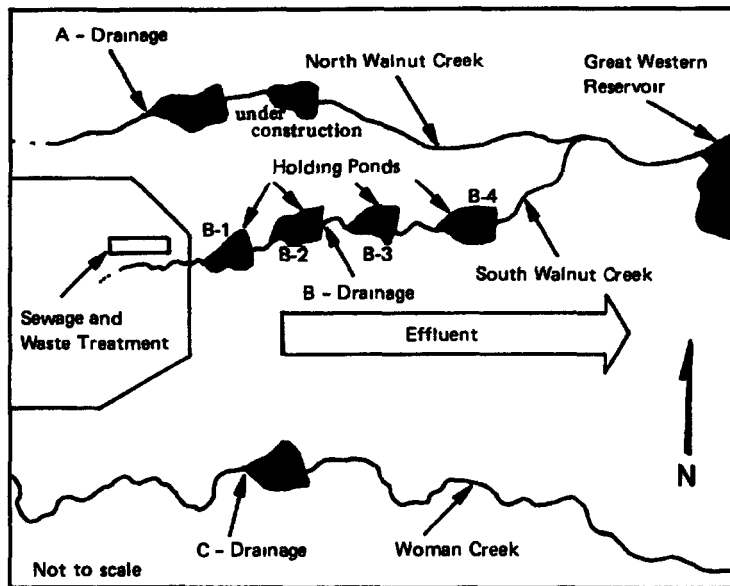 A - Drainage
North Walnut Creek
Great Western
Reservoir
under
construction
Holding Ponds
B-1
B-2
B-3
B-4
B - Drainage
South Walnut Creek
Sewage and
Waste Treatment
Effluent
N
C - Drainage
Woman Creek
Not to scale